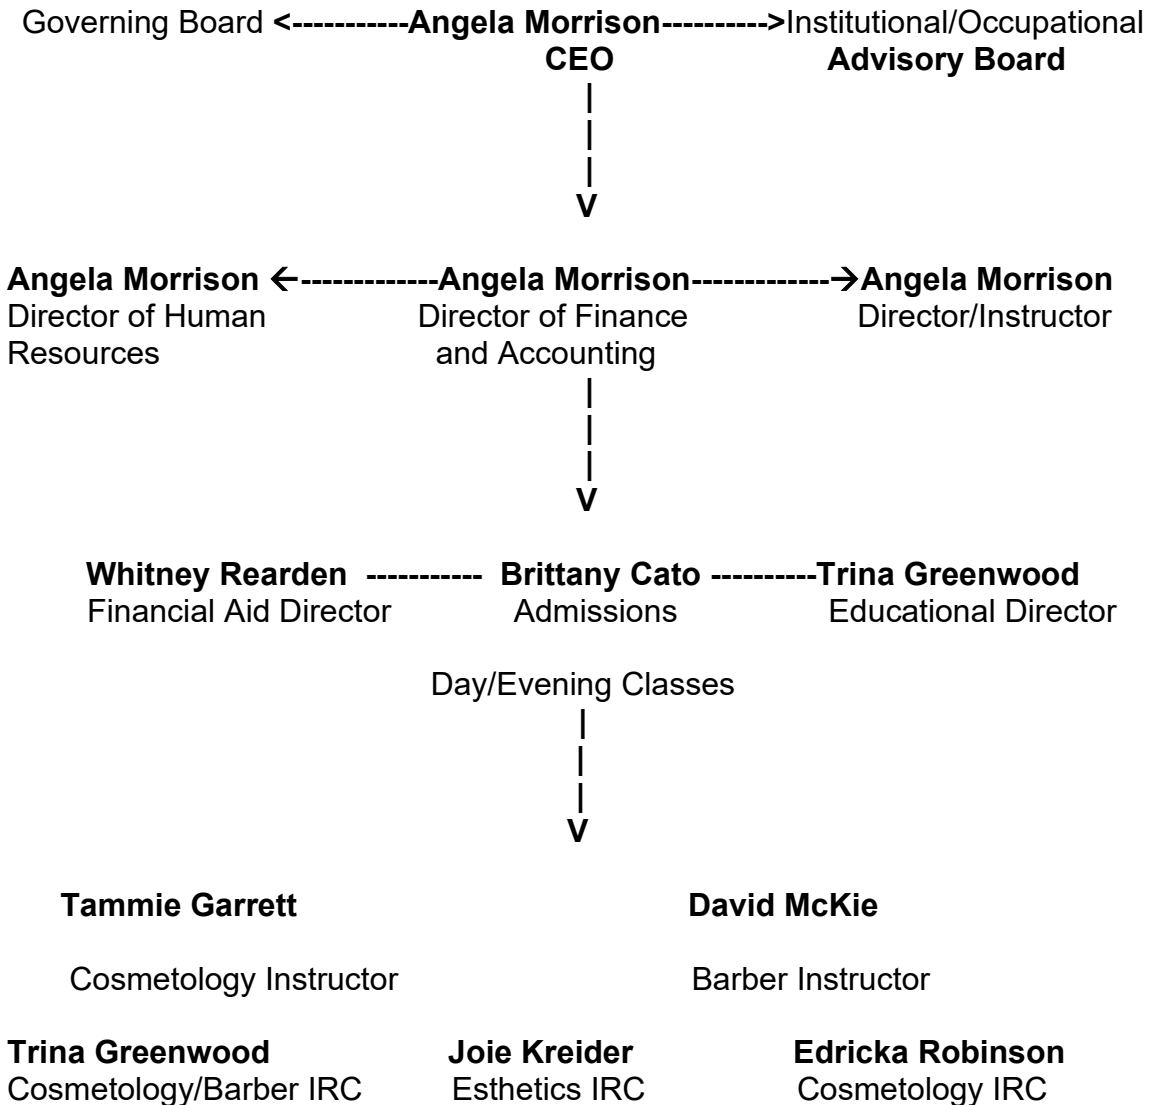 Governing Board <-----------Angela Morrison---------->Institutional/Occupational
CEO Advisory Board
|
|
|
V
Angela Morrison ←-------------Angela Morrison-------------→Angela Morrison
Director of Human Director of Finance Director/Instructor
Resources and Accounting
|
|
|
V
Whitney Rearden ----------- Brittany Cato ----------Trina Greenwood
Financial Aid Director Admissions Educational Director
Day/Evening Classes
|
|
|
V
Tammie Garrett David McKie
Cosmetology Instructor Barber Instructor
Trina Greenwood Joie Kreider Edricka Robinson
Cosmetology/Barber IRC Esthetics IRC Cosmetology IRC